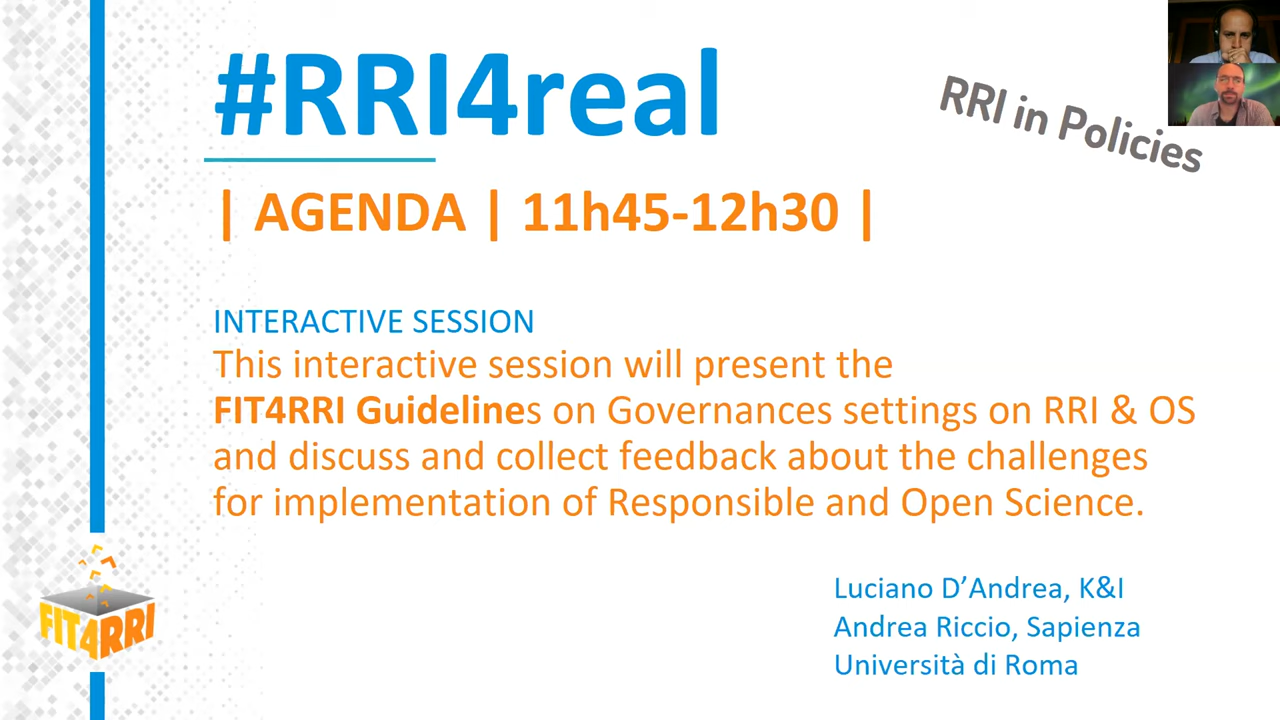 #RRI4real
RRI in Policies
| AGENDA | 11h45-12h30 |
INTERACTIVE SESSION
This interactive session will present the
FIT4RRI Guidelines on Governances settings on RRI & OS
and discuss and collect feedback about the challenges
for implementation of Responsible and Open Science.
Luciano D’Andrea, K&I
Andrea Riccio, Sapienza
Università di Roma
FIT4RRI